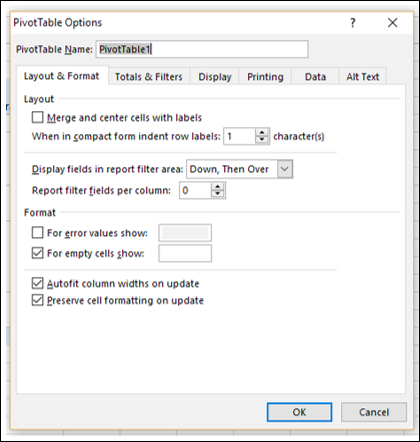 PivotTable Options
PivotTable Name: PivotTable1
Layout & Format Totals & Filters Display Printing Data Alt Text
Layout
Merge and center cells with labels
When in compact form indent row labels: 1 character(s)
Display fields in report filter area: Down, Then Over
Report filter fields per column: 0
Format
For error values show:
For empty cells show:
Autofit column widths on update
Preserve cell formatting on update
OK Cancel